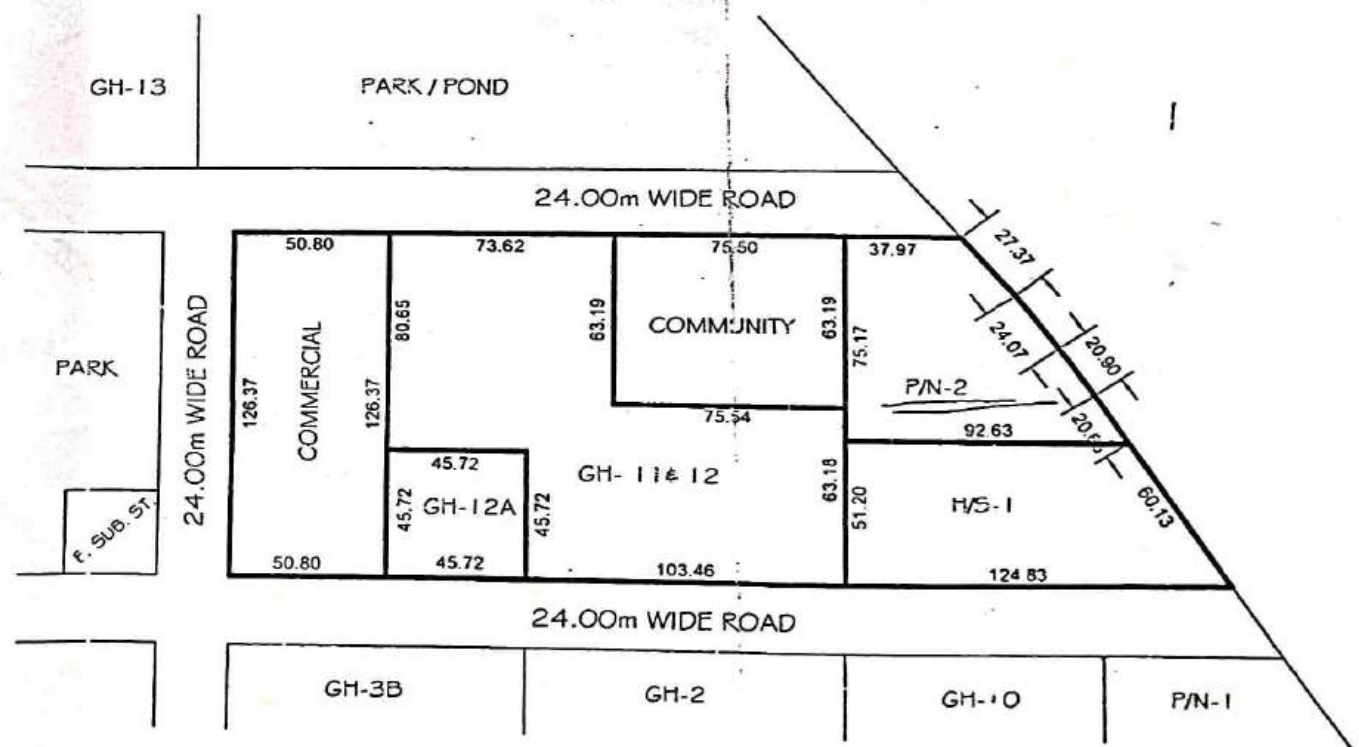 GH-13
PARK / POND
24.00m WIDE ROAD
50.80
73.62
75.50
37.97
27.37
24.07
20.90
PARK
24.00m WIDE ROAD
126.37
COMMERCIAL
126.37
80.65
63.19
COMMUNITY
63.19
75.17
P/N-2
75.54
92.63
45.72
GH- 11& 12
63.18
45.72
GH-12A
45.72
51.20
H/S-1
60.13
F. SUB. ST.
50.80
45.72
103.46
124.83
24.00m WIDE ROAD
GH-3B
GH-2
GH-10
P/N-1